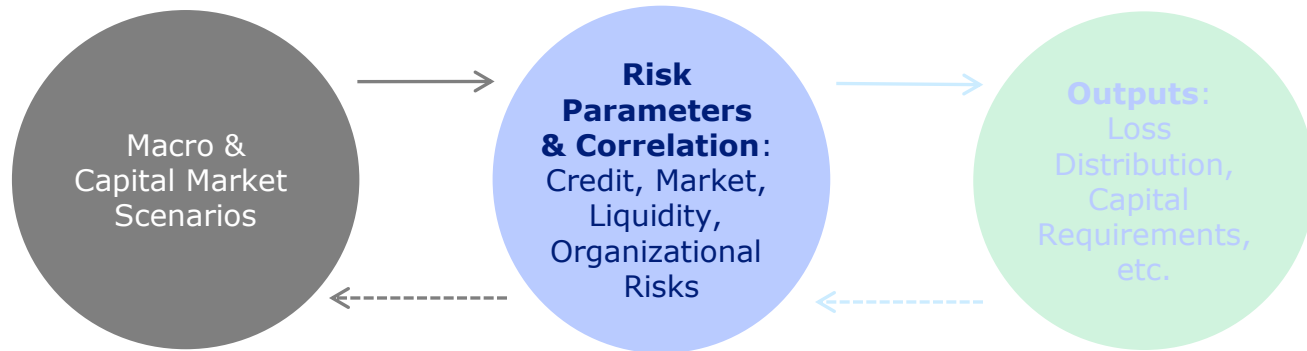 Macro &
Capital Market
Scenarios
Risk
Parameters
& Correlation:
Credit, Market,
Liquidity,
Organizational
Risks
Outputs:
Loss
Distribution,
Capital
Requirements,
etc.